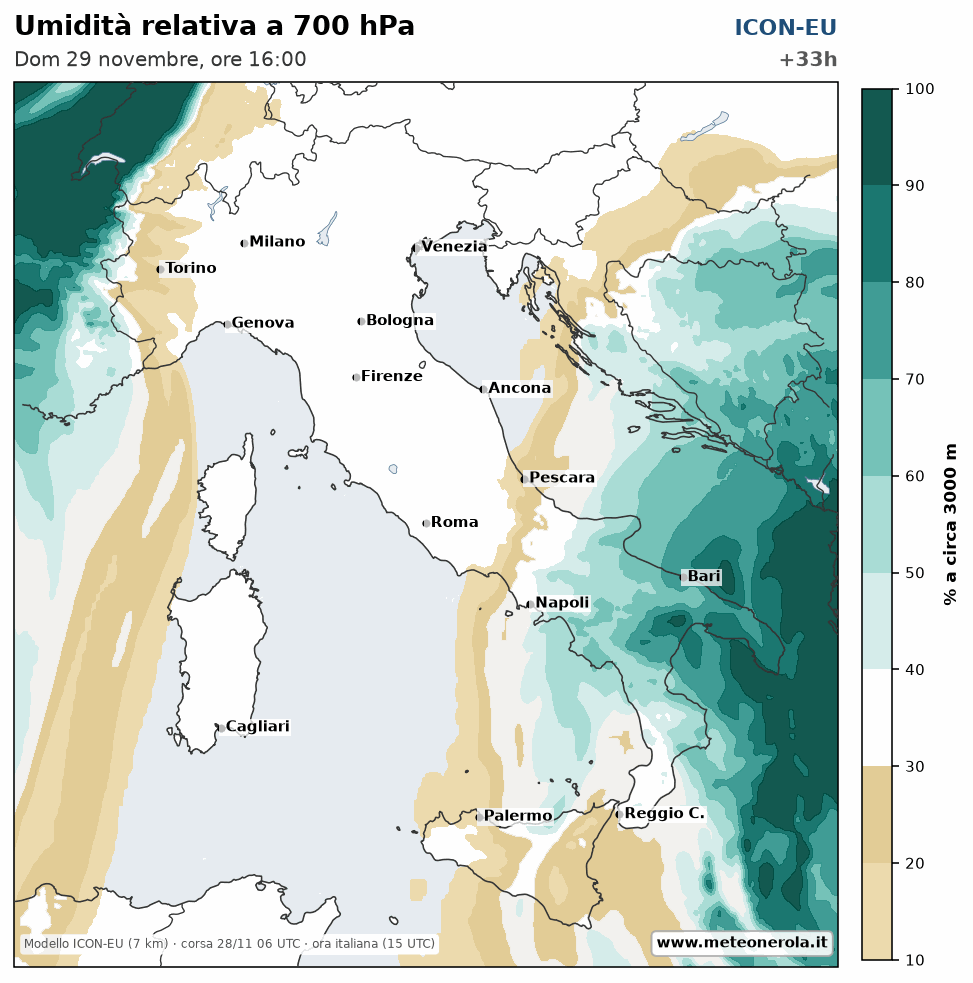 Umidità relativa a 700 hPa
ICON-EU
Dom 29 novembre, ore 16:00
+33h
100
90
80
70
60
50
40
30
20
10
% a circa 3000 m
Milano
Venezia
Torino
Genova
Bologna
Firenze
Ancona
Pescara
Roma
Bari
Napoli
Cagliari
Palermo
Reggio C.
Modello ICON-EU (7 km) · corsa 28/11 06 UTC · ora italiana (15 UTC)
www.meteonerola.it